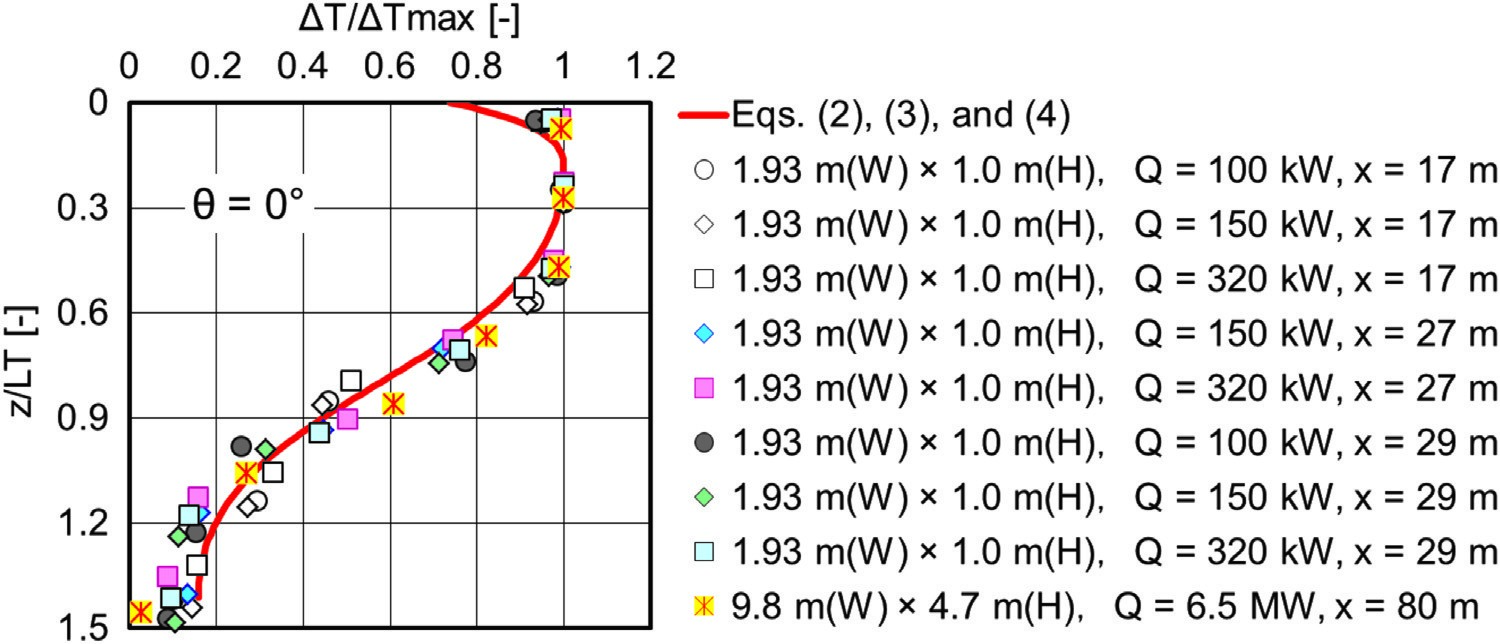 ΔT/ΔTmax [-]
0 0.2 0.4 0.6 0.8 1 1.2
0
0.3
0.6
0.9
1.2
1.5
z/LT [-]
θ = 0°
Eqs. (2), (3), and (4)
1.93 m(W) × 1.0 m(H), Q = 100 kW, x = 17 m
1.93 m(W) × 1.0 m(H), Q = 150 kW, x = 17 m
1.93 m(W) × 1.0 m(H), Q = 320 kW, x = 17 m
1.93 m(W) × 1.0 m(H), Q = 150 kW, x = 27 m
1.93 m(W) × 1.0 m(H), Q = 320 kW, x = 27 m
1.93 m(W) × 1.0 m(H), Q = 100 kW, x = 29 m
1.93 m(W) × 1.0 m(H), Q = 150 kW, x = 29 m
1.93 m(W) × 1.0 m(H), Q = 320 kW, x = 29 m
9.8 m(W) × 4.7 m(H), Q = 6.5 MW, x = 80 m